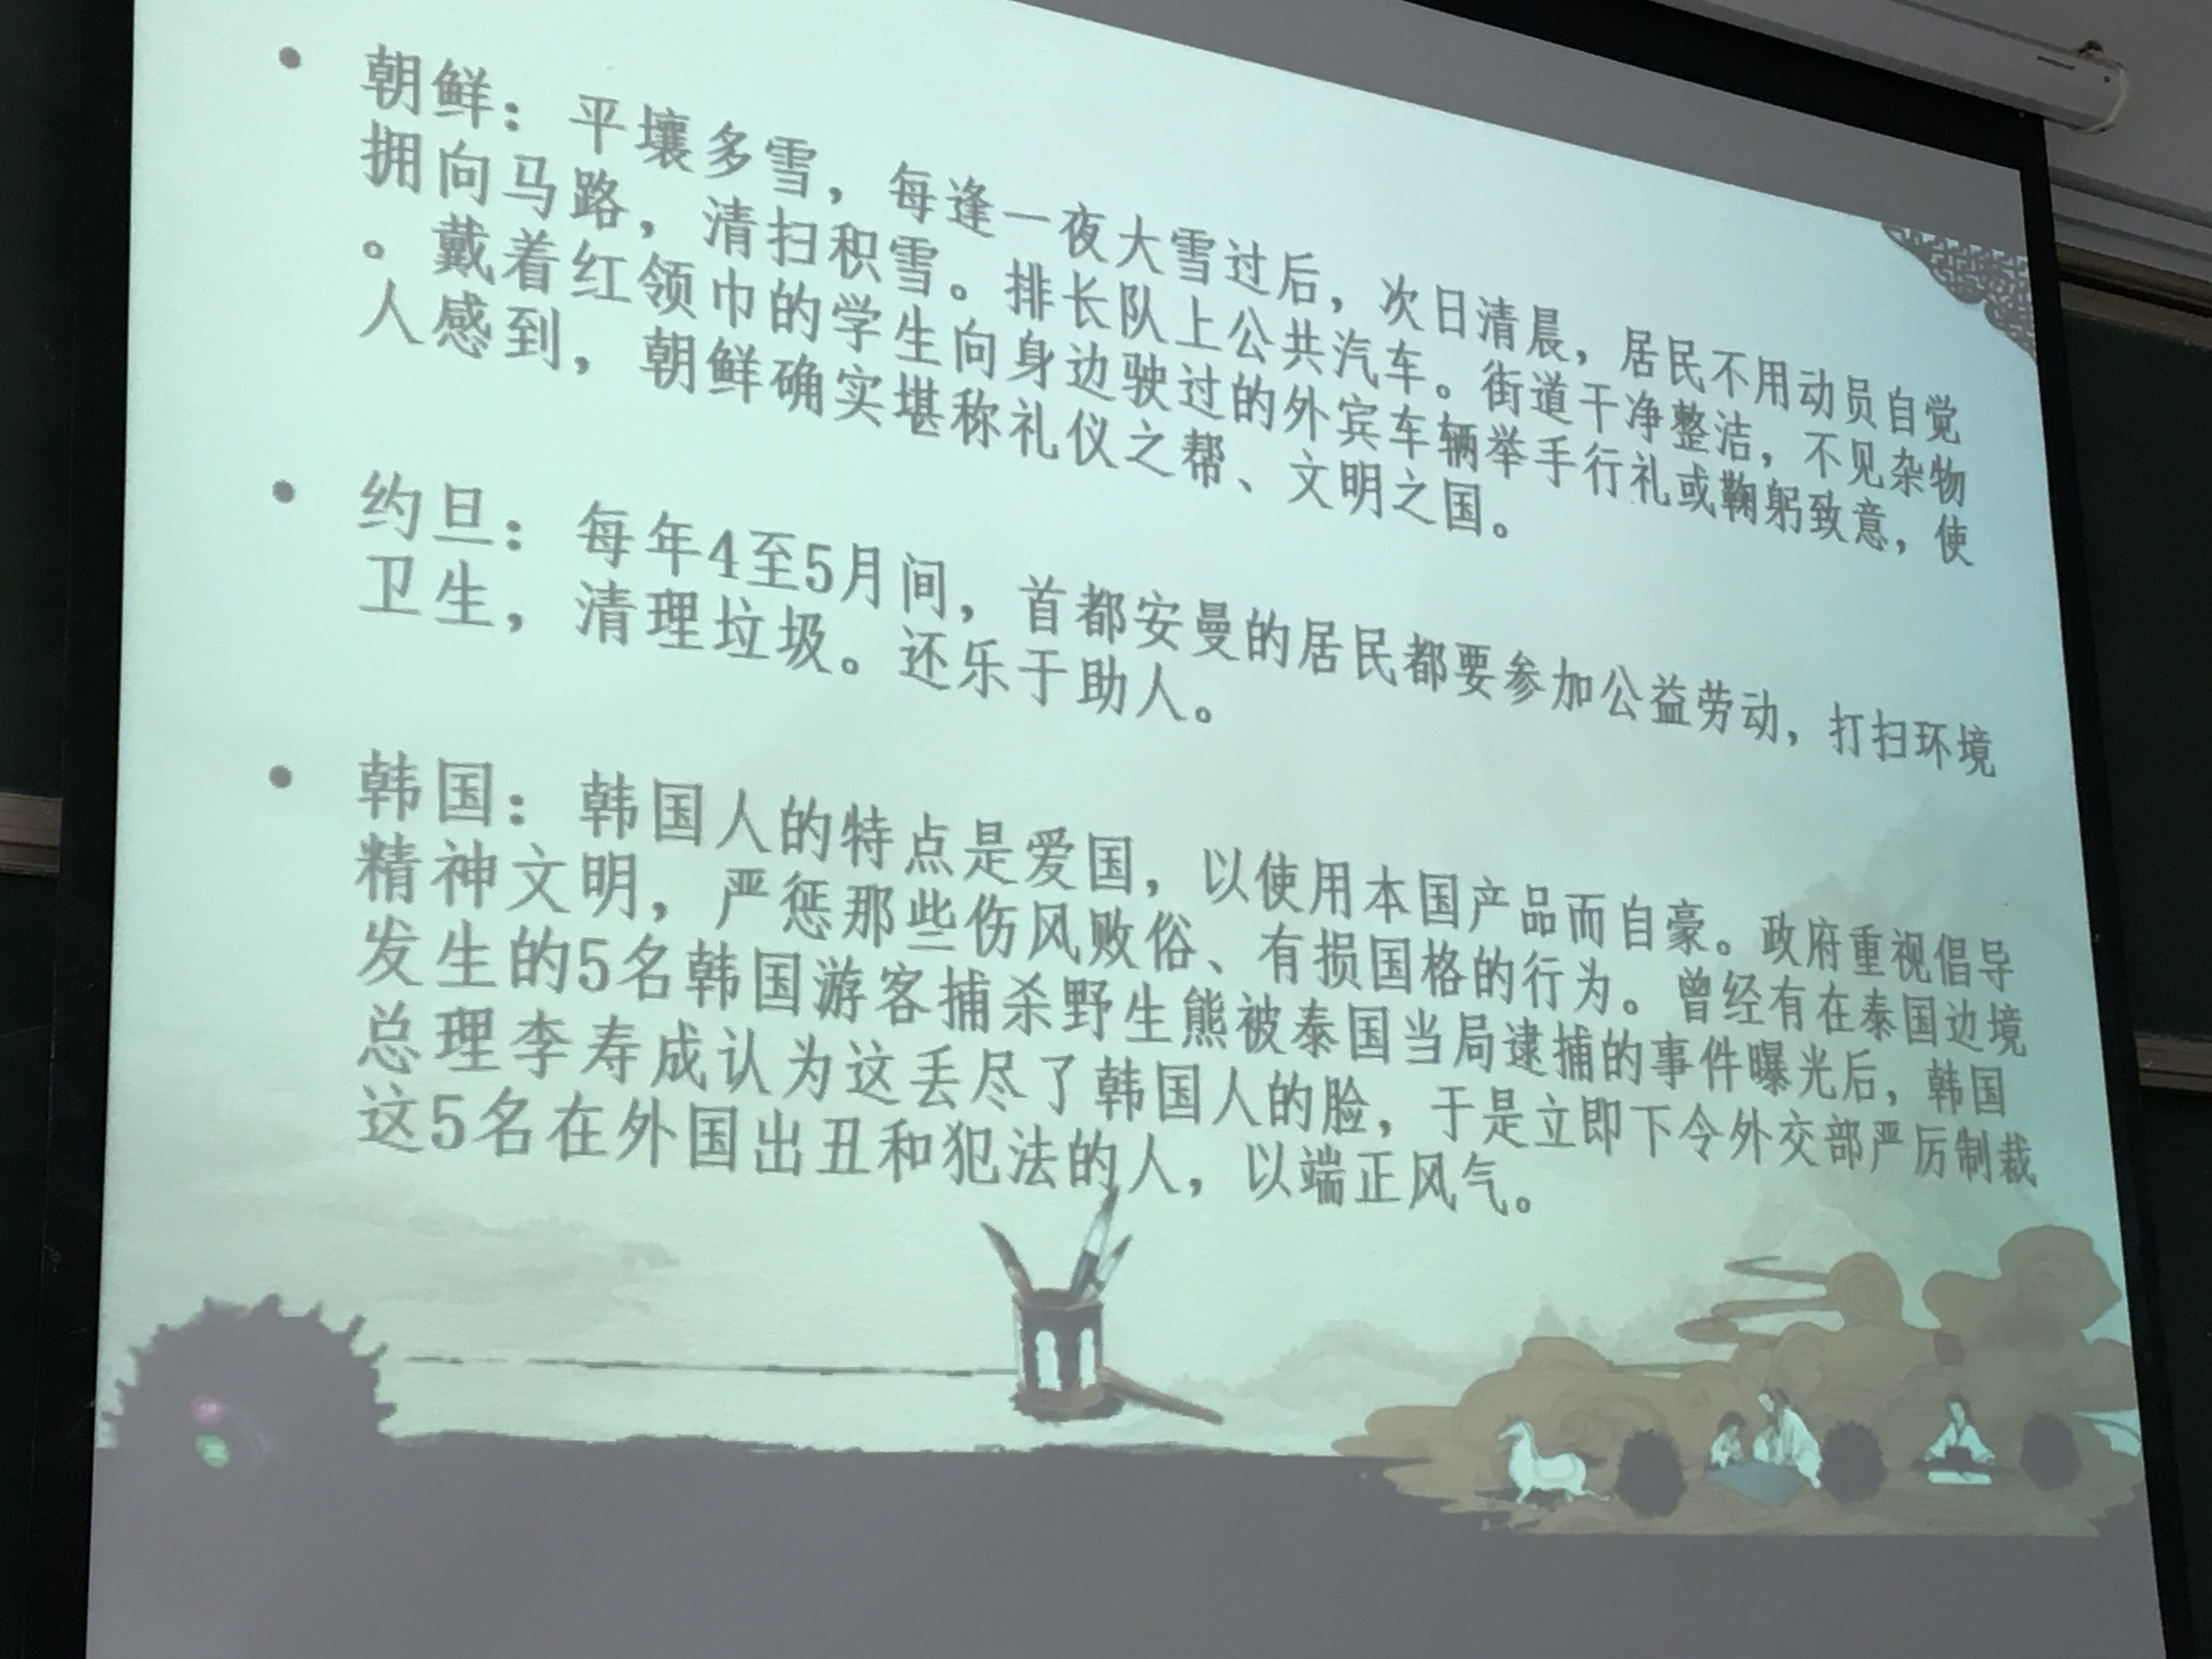 • 朝鲜：平壤多雪，每逢一夜大雪过后，次日清晨，居民不用动员自觉
拥向马路，清扫积雪。排长队上公共汽车。街道干净整洁，不见杂物
。戴着红领巾的学生向身边驶过的外宾车辆举手行礼或鞠躬致意，使
人感到，朝鲜确实堪称礼仪之帮、文明之国。
• 约旦：每年4至5月间，首都安曼的居民都要参加公益劳动，打扫环境
卫生，清理垃圾。还乐于助人。
• 韩国：韩国人的特点是爱国，以使用本国产品而自豪。政府重视倡导
精神文明，严惩那些伤风败俗、有损国格的行为。曾经有在泰国边境
发生的5名韩国游客捕杀野生熊被泰国当局逮捕的事件曝光后，韩国
总理李寿成认为这丢尽了韩国人的脸，于是立即下令外交部严厉制裁
这5名在外国出丑和犯法的人，以端正风气。